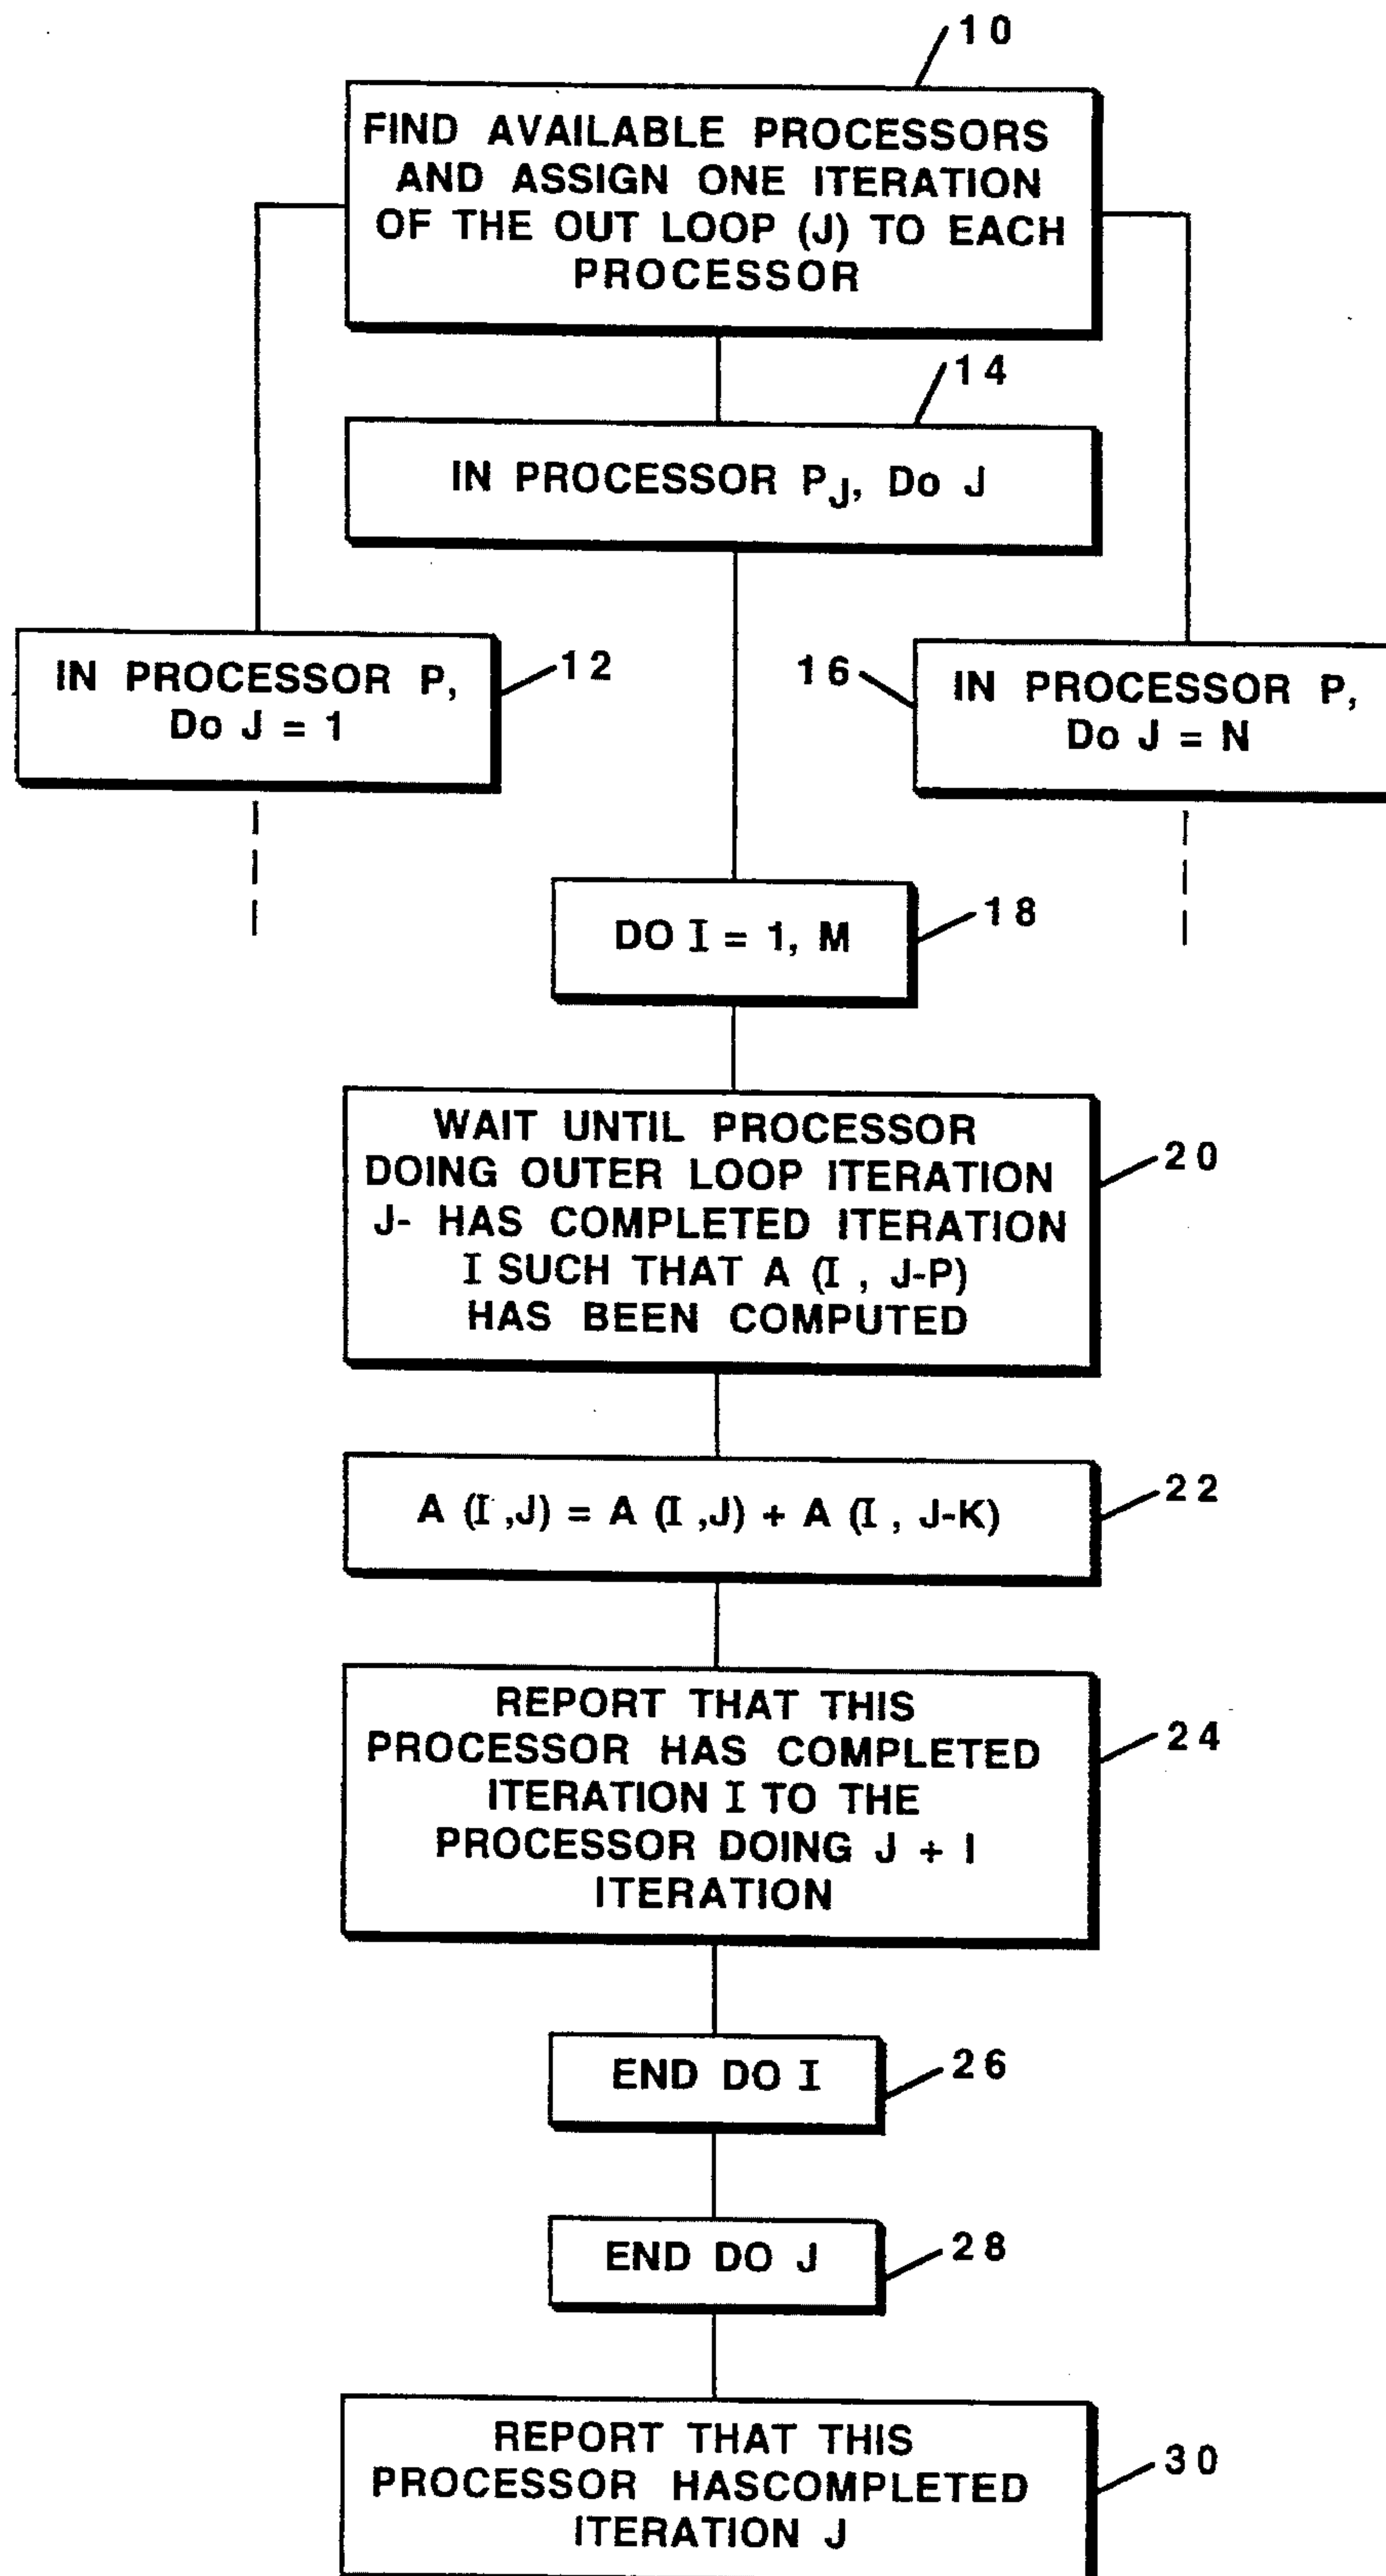 10
FIND AVAILABLE PROCESSORS
AND ASSIGN ONE ITERATION
OF THE OUT LOOP (J) TO EACH
PROCESSOR
14
IN PROCESSOR PJ, Do J
IN PROCESSOR P,
Do J = 1
12
16
IN PROCESSOR P,
Do J = N
DO I = 1, M
18
WAIT UNTIL PROCESSOR
DOING OUTER LOOP ITERATION
J- HAS COMPLETED ITERATION
I SUCH THAT A (I , J-P)
HAS BEEN COMPUTED
20
A (I ,J) = A (I ,J) + A (I , J-K)
22
REPORT THAT THIS
PROCESSOR HAS COMPLETED
ITERATION I TO THE
PROCESSOR DOING J + I
ITERATION
24
END DO I
26
END DO J
28
REPORT THAT THIS
PROCESSOR HASCOMPLETED
ITERATION J
30